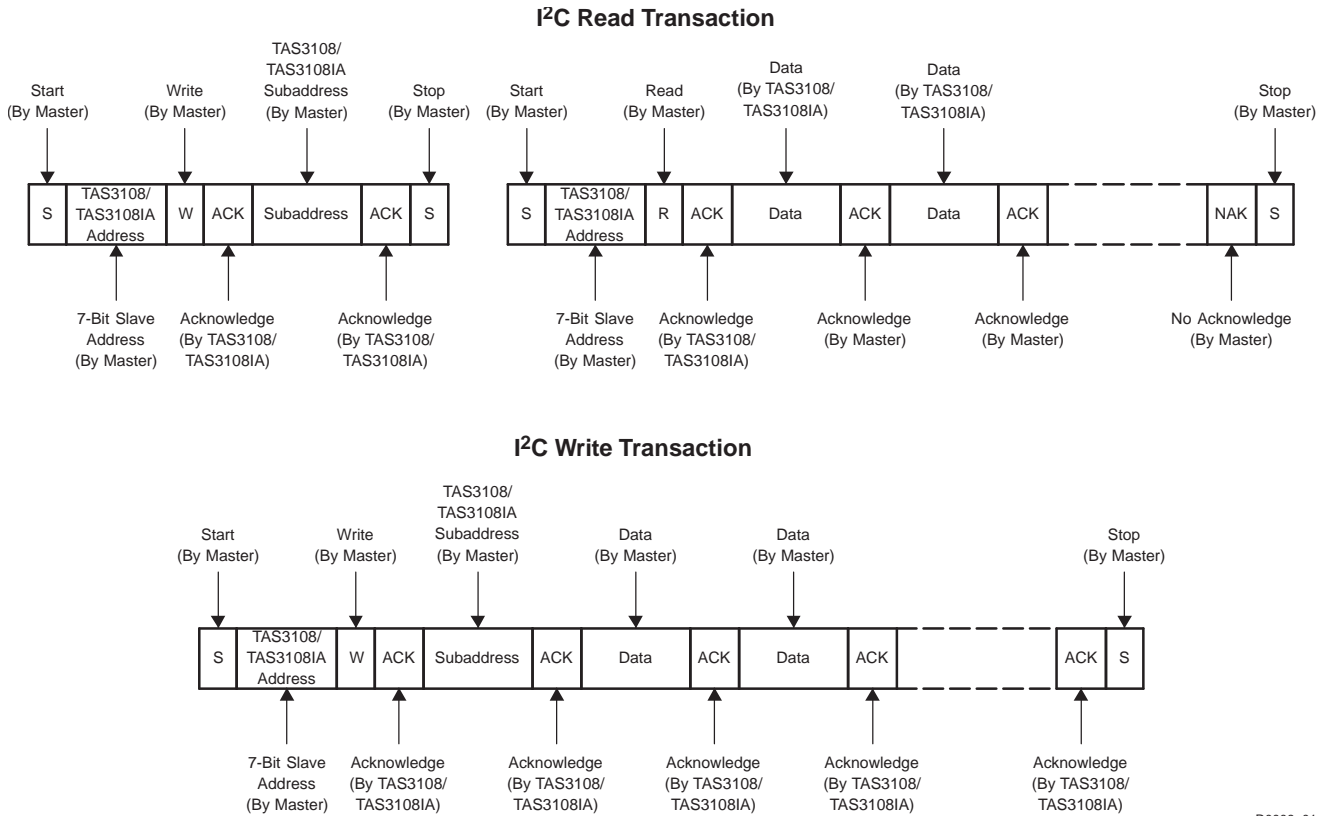 I2C Read Transaction
TAS3108/
TAS3108IA
Subaddress
(By Master)
Start
(By Master)
Write
(By Master)
Stop
(By Master)
Start
(By Master)
Read
(By Master)
Data
(By TAS3108/
TAS3108IA)
Data
(By TAS3108/
TAS3108IA)
Stop
(By Master)
S
TAS3108/
TAS3108IA
Address
W
ACK
Subaddress
ACK
S
S
TAS3108/
TAS3108IA
Address
R
ACK
Data
ACK
Data
ACK
NAK
S
7-Bit Slave
Address
(By Master)
Acknowledge
(By TAS3108/
TAS3108IA)
Acknowledge
(By TAS3108/
TAS3108IA)
7-Bit Slave
Address
(By Master)
Acknowledge
(By TAS3108/
TAS3108IA)
Acknowledge
(By Master)
Acknowledge
(By Master)
No Acknowledge
(By Master)
I2C Write Transaction
Start
(By Master)
Write
(By Master)
TAS3108/
TAS3108IA
Subaddress
(By Master)
Data
(By Master)
Data
(By Master)
Stop
(By Master)
S
TAS3108/
TAS3108IA
Address
W
ACK
Subaddress
ACK
Data
ACK
Data
ACK
ACK
S
7-Bit Slave
Address
(By Master)
Acknowledge
(By TAS3108/
TAS3108IA)
Acknowledge
(By TAS3108/
TAS3108IA)
Acknowledge
(By TAS3108/
TAS3108IA)
Acknowledge
(By TAS3108/
TAS3108IA)
Acknowledge
(By TAS3108/
TAS3108IA)